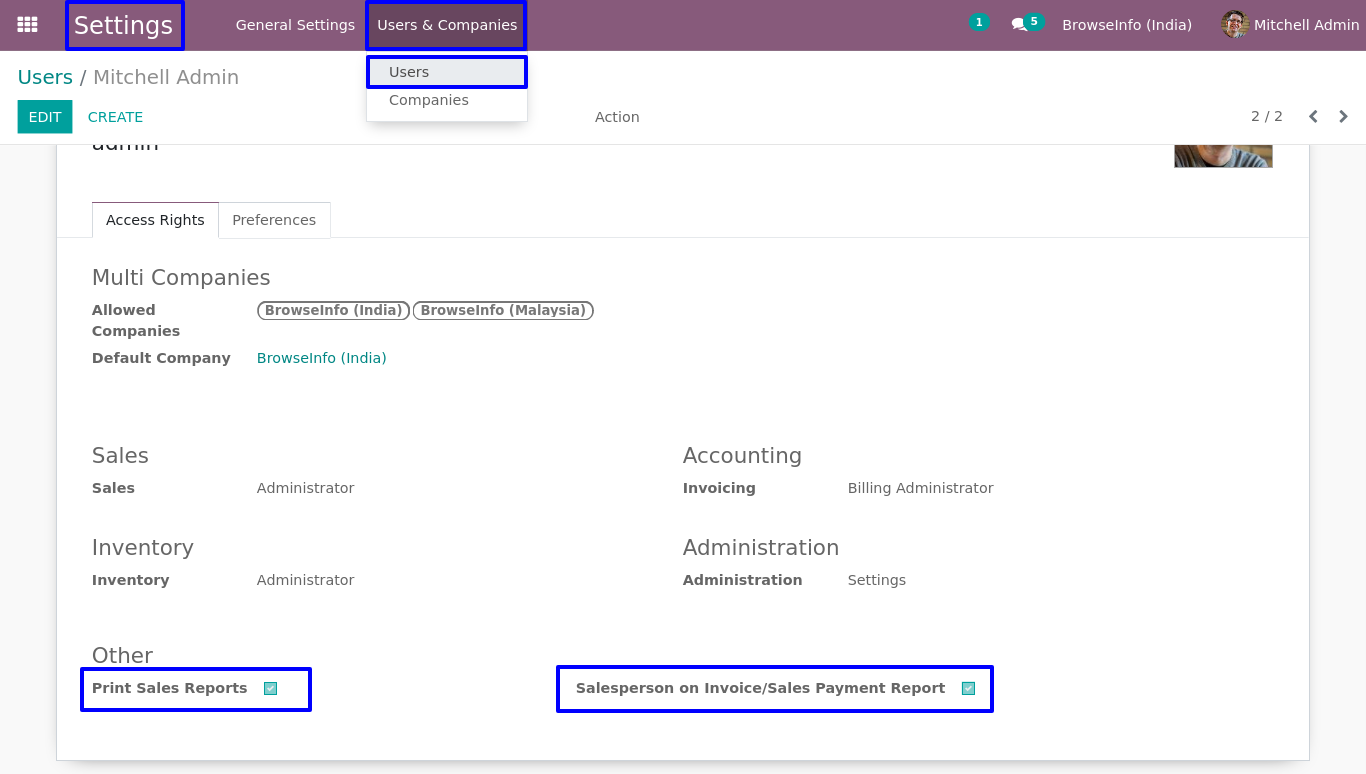 Settings General Settings Users & Companies 1 5 BrowseInfo (India) Mitchell Admin
Users / Mitchell Admin
Users
Companies
EDIT CREATE Action 2 / 2
admin
Access Rights Preferences
Multi Companies
Allowed Companies BrowseInfo (India) BrowseInfo (Malaysia)
Default Company BrowseInfo (India)
Sales Accounting
Sales Administrator Invoicing Billing Administrator
Inventory Administration
Inventory Administrator Administration Settings
Other
Print Sales Reports Salesperson on Invoice/Sales Payment Report